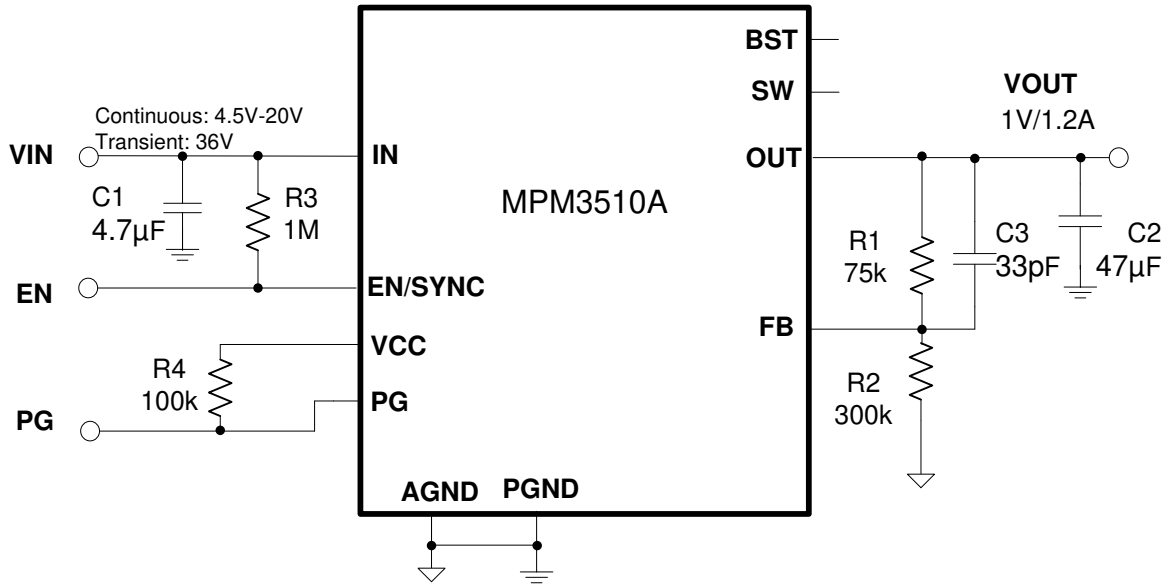 BST
SW
VOUT
1V/1.2A
Continuous: 4.5V-20V
Transient: 36V
VIN
IN
OUT
MPM3510A
C1
4.7µF
R3
1M
R1
75k
C3
33pF
C2
47µF
EN
EN/SYNC
FB
VCC
R4
100k
PG
PG
R2
300k
AGND
PGND